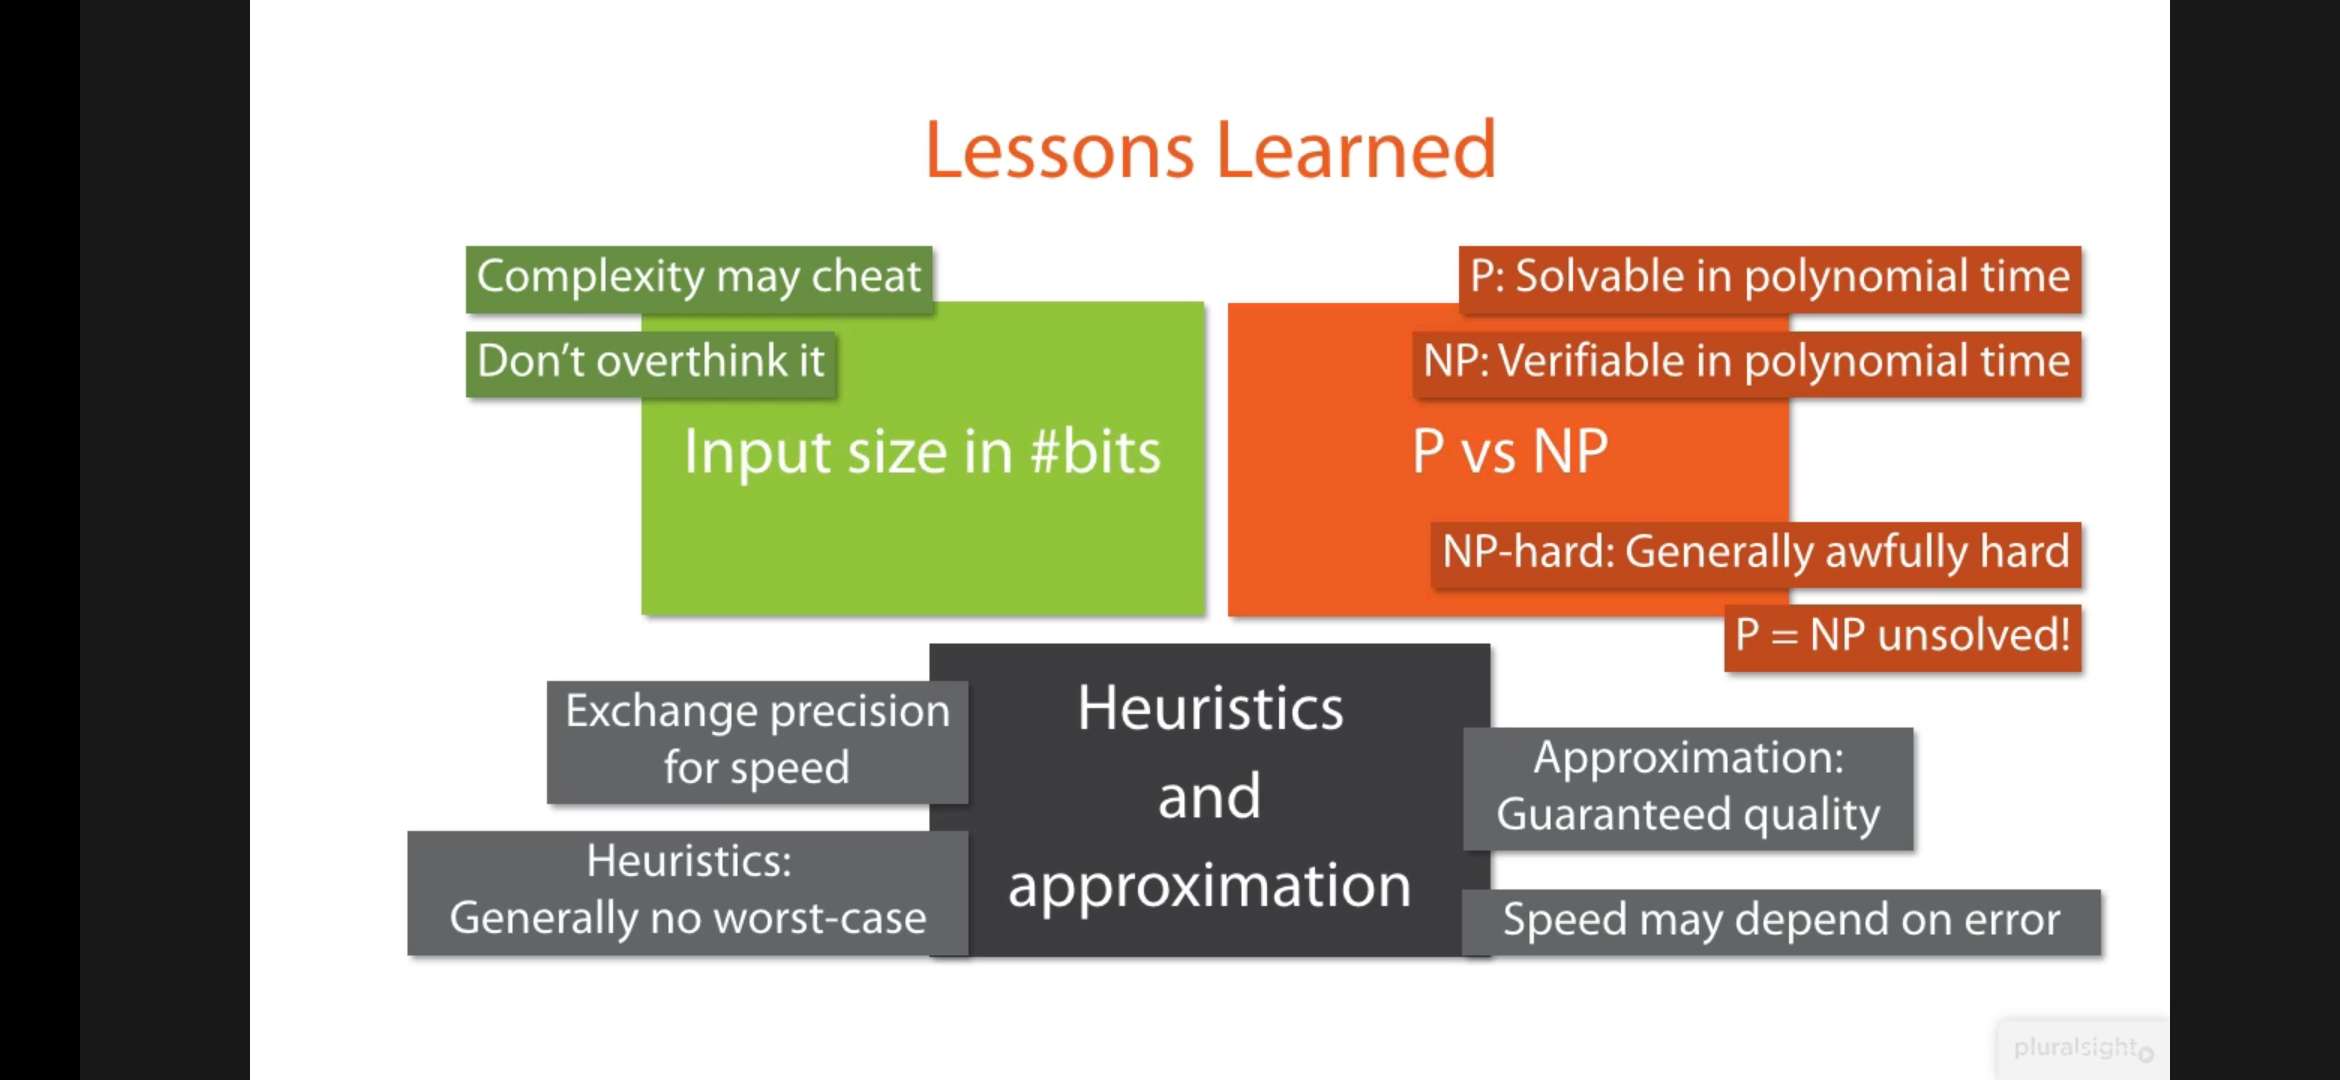 Lessons Learned
Complexity may cheat
Don't overthink it
Input size in #bits
P: Solvable in polynomial time
NP: Verifiable in polynomial time
P vs NP
NP-hard: Generally awfully hard
P = NP unsolved!
Exchange precision
for speed
Heuristics:
Generally no worst-case
Heuristics
and
approximation
Approximation:
Guaranteed quality
Speed may depend on error
pluralsight